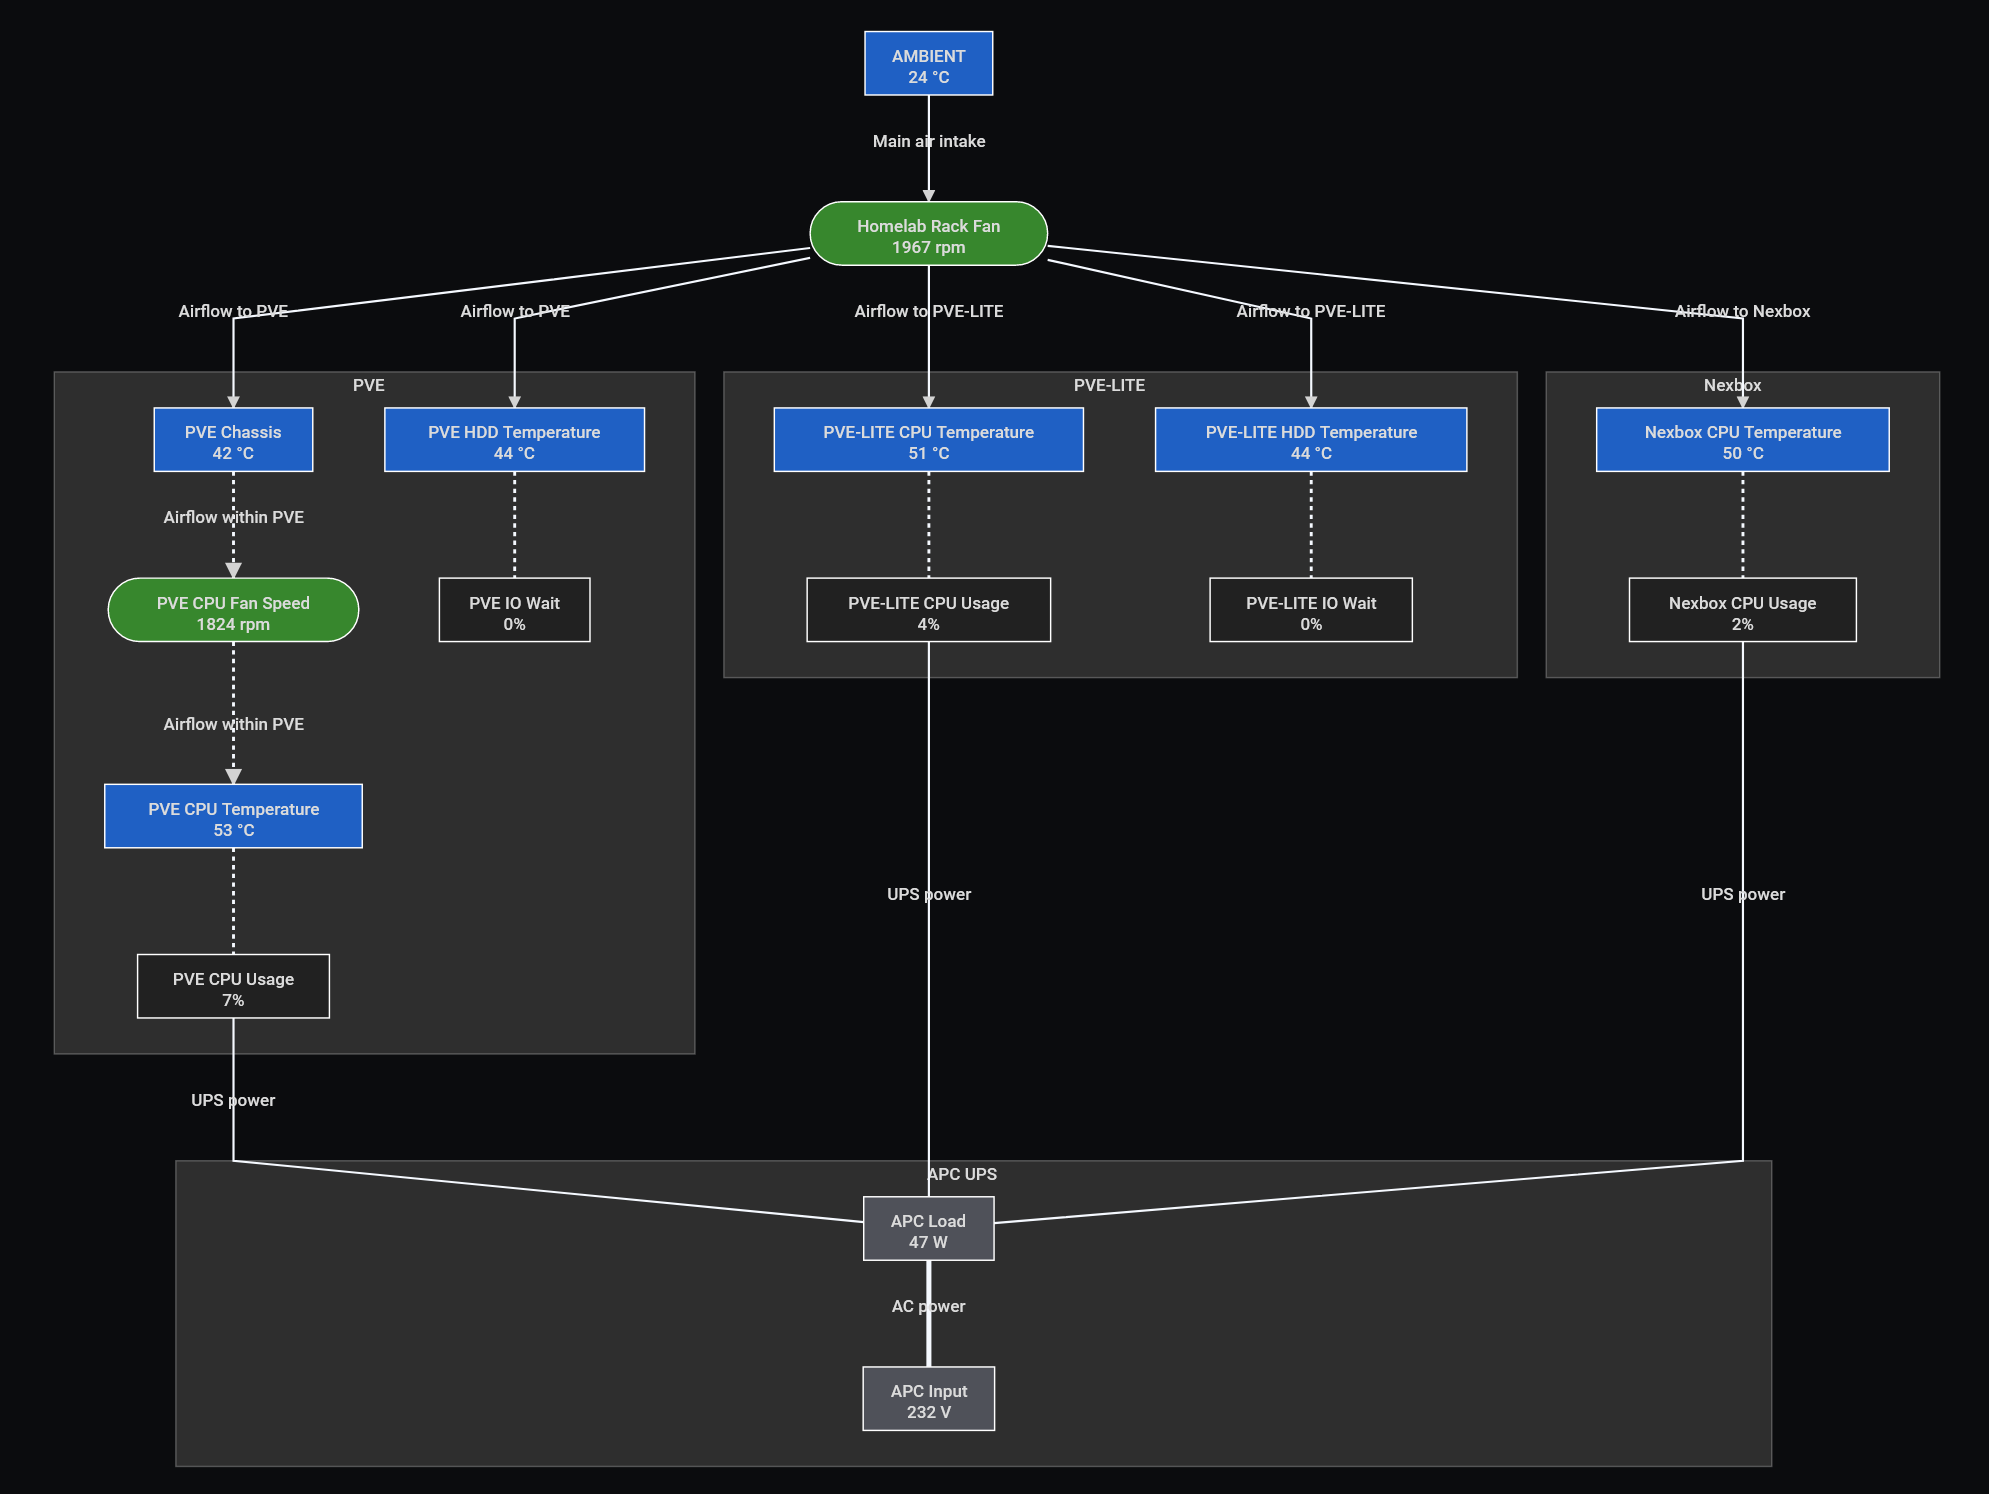 AMBIENT
24 °C
Main air intake
Homelab Rack Fan
1967 rpm
Airflow to PVE
Airflow to PVE
Airflow to PVE-LITE
Airflow to PVE-LITE
Airflow to Nexbox
PVE
PVE-LITE
Nexbox
PVE Chassis
42 °C
PVE HDD Temperature
44 °C
PVE-LITE CPU Temperature
51 °C
PVE-LITE HDD Temperature
44 °C
Nexbox CPU Temperature
50 °C
Airflow within PVE
PVE CPU Fan Speed
1824 rpm
PVE IO Wait
0%
PVE-LITE CPU Usage
4%
PVE-LITE IO Wait
0%
Nexbox CPU Usage
2%
Airflow within PVE
PVE CPU Temperature
53 °C
UPS power
UPS power
PVE CPU Usage
7%
UPS power
APC UPS
APC Load
47 W
AC power
APC Input
232 V